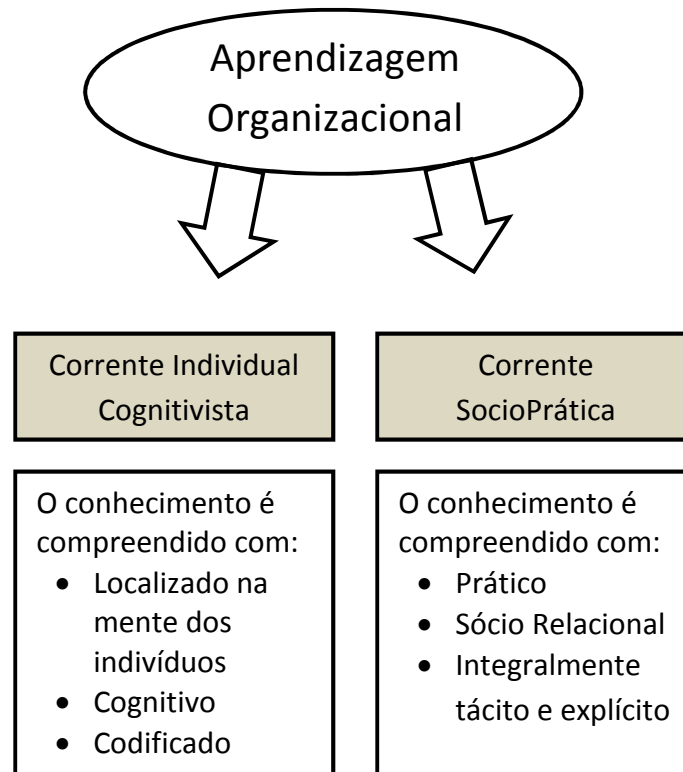 Aprendizagem
Organizacional
Corrente Individual
Cognitivista
O conhecimento é
compreendido com:
• Localizado na
mente dos
indivíduos
• Cognitivo
• Codificado
Corrente
SocioPrática
O conhecimento é
compreendido com:
• Prático
• Sócio Relacional
• Integralmente
tácito e explícito